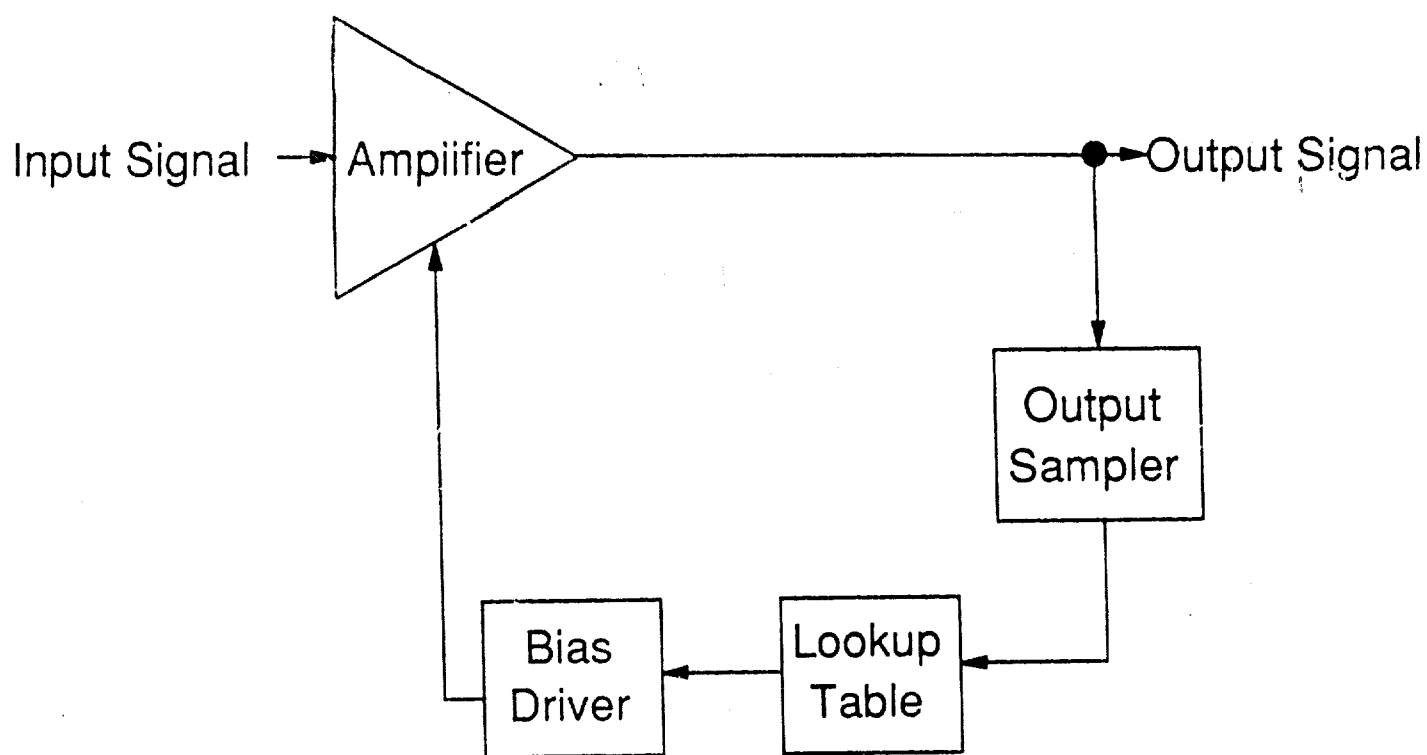 Input Signal
Ampiifier
Output Signal
Output
Sampler
Bias
Driver
Lookup
Table